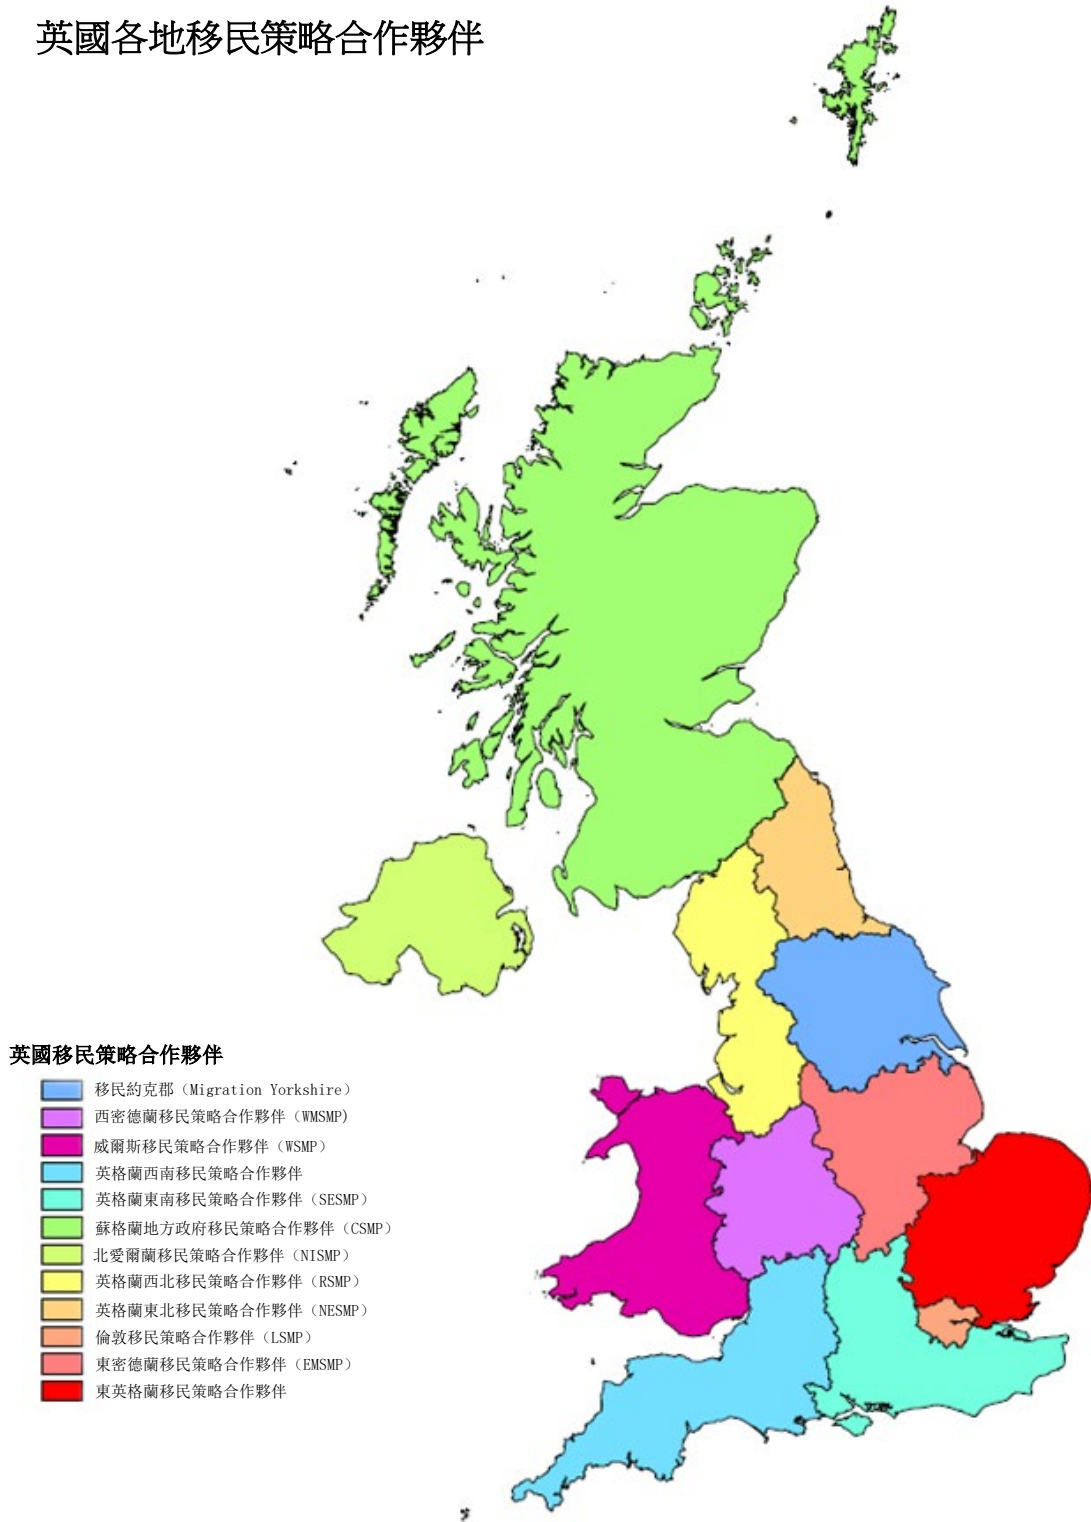 英國各地移民策略合作夥伴
英國移民策略合作夥伴
移民約克郡（Migration Yorkshire）
西密德蘭移民策略合作夥伴（WMSMP）
威爾斯移民策略合作夥伴（WSMP）
英格蘭西南移民策略合作夥伴
英格蘭東南移民策略合作夥伴（SESMP）
蘇格蘭地方政府移民策略合作夥伴（CSMP）
北愛爾蘭移民策略合作夥伴（NISMP）
英格蘭西北移民策略合作夥伴（RSMP）
英格蘭東北移民策略合作夥伴（NESMP）
倫敦移民策略合作夥伴（LSMP）
東密德蘭移民策略合作夥伴（EMSMP）
東英格蘭移民策略合作夥伴